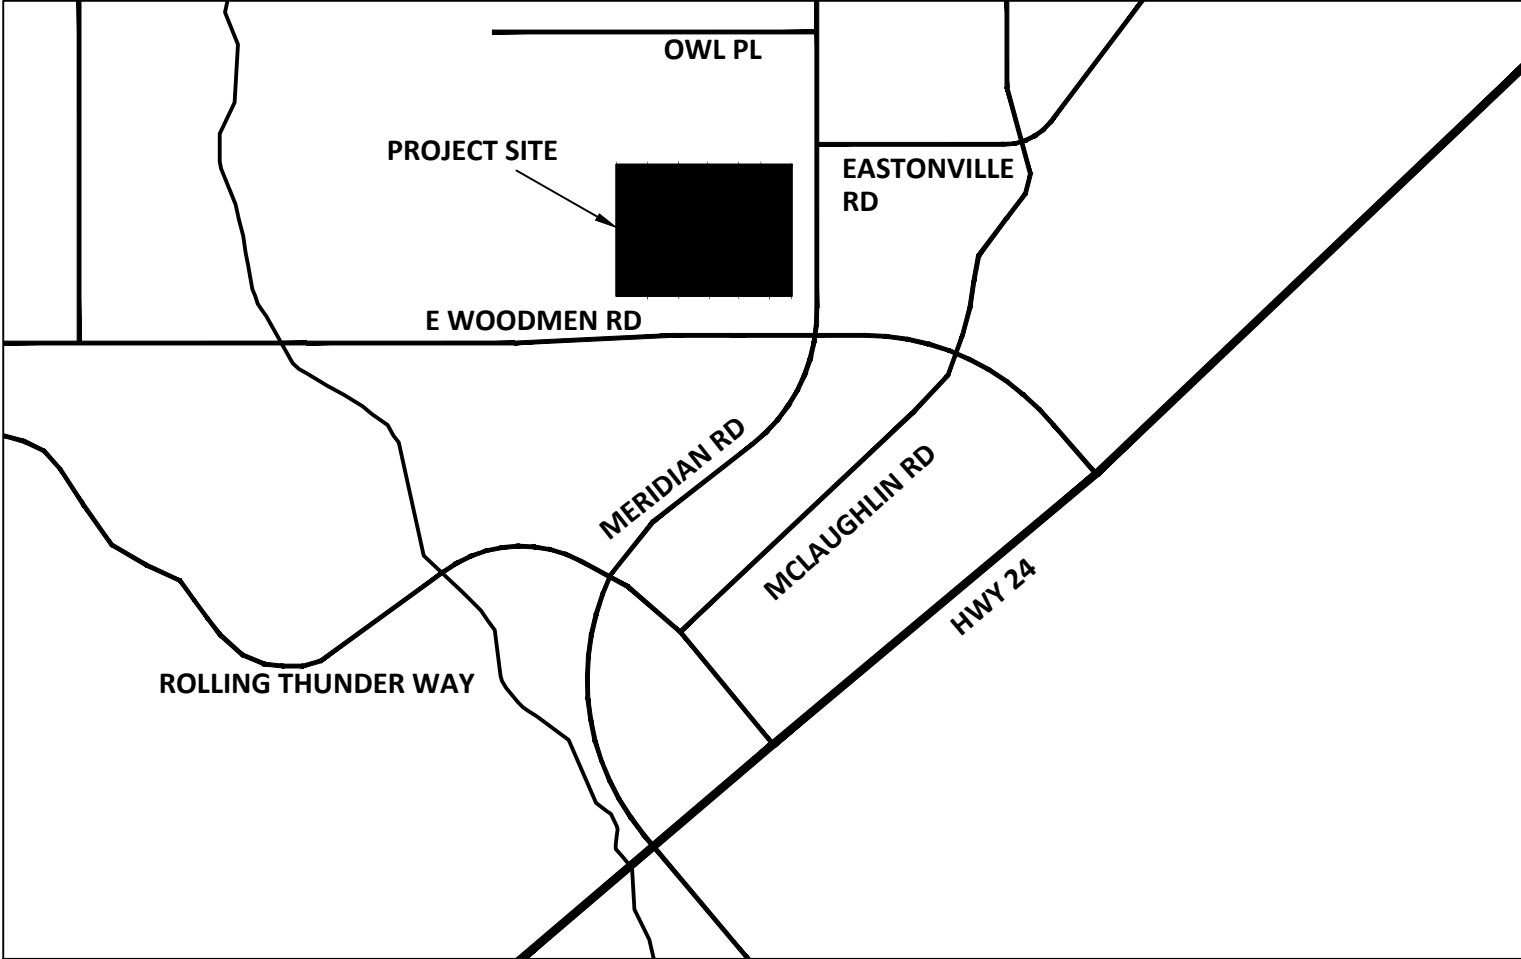 OWL PL
PROJECT SITE
EASTONVILLE
RD
E WOODMEN RD
MERIDIAN RD
MCLAUGHLIN RD
HWY 24
ROLLING THUNDER WAY